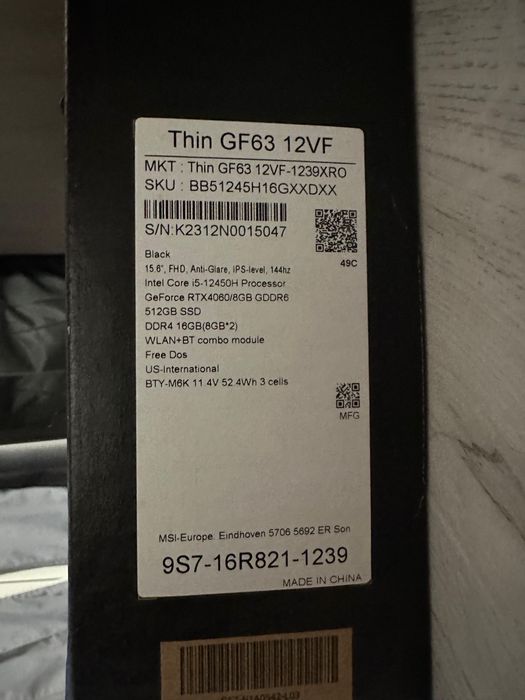 Thin GF63 12VF
MKT : Thin GF63 12VF-1239XRO
SKU : BB51245H16GXXDXX
S/N:K2312N0015047
49C
Black
15.6", FHD, Anti-Glare, IPS-level, 144hz
Intel Core i5-12450H Processor
GeForce RTX4060/8GB GDDR6
512GB SSD
DDR4 16GB(8GB*2)
WLAN+BT combo module
Free Dos
US-International
BTY-M6K 11.4V 52.4Wh 3 cells
MFG
MSI-Europe. Eindhoven 5706 5692 ER Son
9S7-16R821-1239
MADE IN CHINA